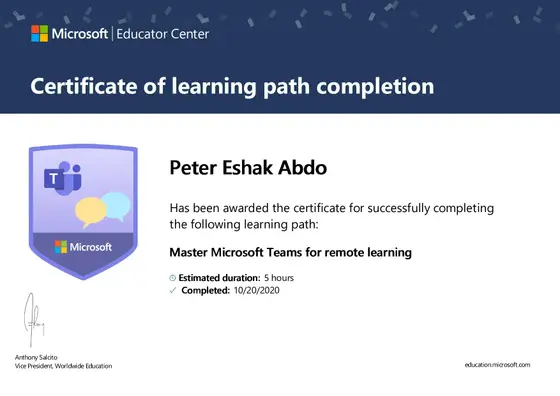 Microsoft | Educator Center
Certificate of learning path completion
Peter Eshak Abdo
Has been awarded the certificate for successfully completing
the following learning path:
Master Microsoft Teams for remote learning
Estimated duration: 5 hours
Completed: 10/20/2020
T
Microsoft
Anthony Salcito
Vice President, Worldwide Education
education.microsoft.com